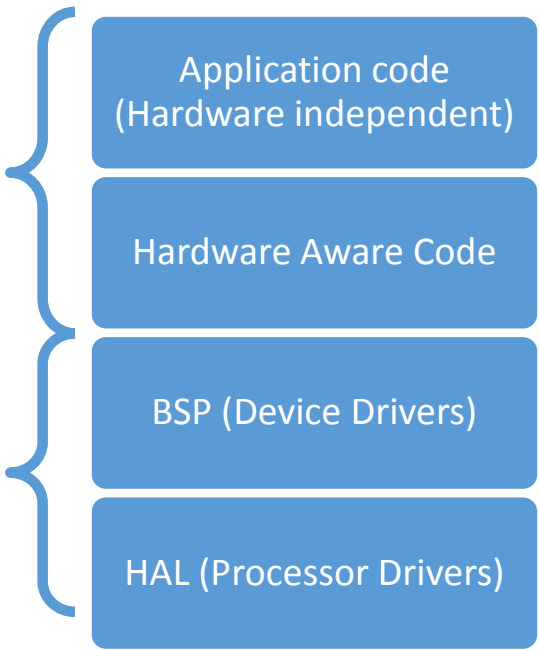 Application code
(Hardware independent)
Hardware Aware Code
BSP (Device Drivers)
HAL (Processor Drivers)